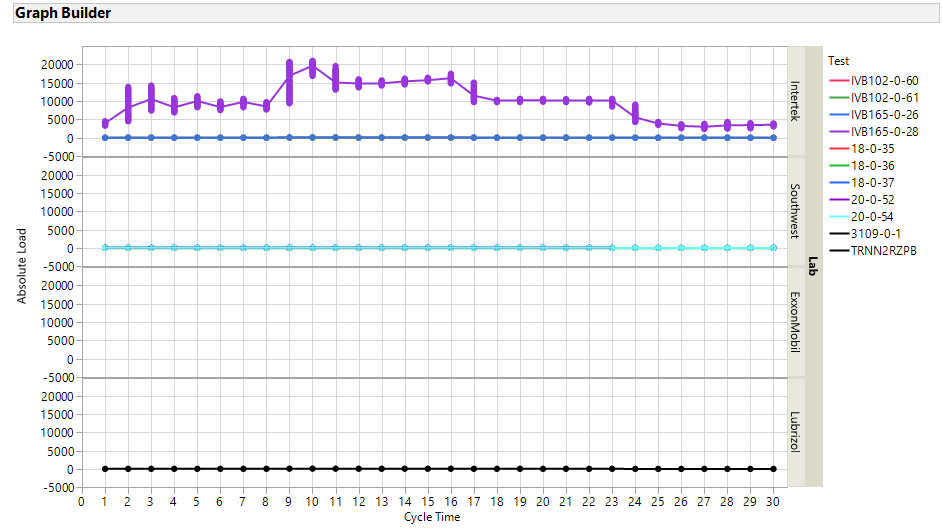 Graph Builder
Test
IVB102-0-60
IVB102-0-61
IVB165-0-26
IVB165-0-28
18-0-35
18-0-36
18-0-37
20-0-52
20-0-54
3109-0-1
TRNN2RZPB
Absolute Load
20000
15000
10000
5000
0
-5000
Intertek
20000
15000
10000
5000
0
-5000
Southwest
20000
15000
10000
5000
0
-5000
ExxonMobil
20000
15000
10000
5000
0
-5000
Lubrizol
Lab
0 1 2 3 4 5 6 7 8 9 10 11 12 13 14 15 16 17 18 19 20 21 22 23 24 25 26 27 28 29 30
Cycle Time